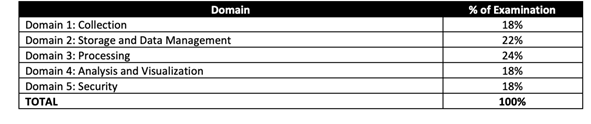 Domain % of Examination
Domain 1: Collection 18%
Domain 2: Storage and Data Management 22%
Domain 3: Processing 24%
Domain 4: Analysis and Visualization 18%
Domain 5: Security 18%
TOTAL 100%